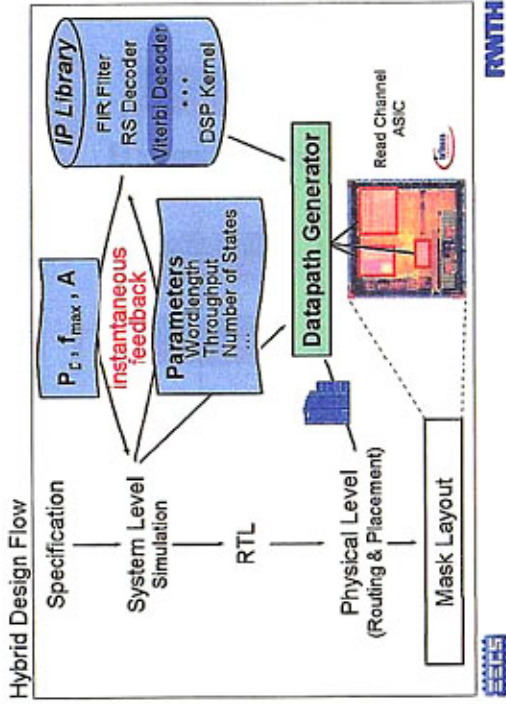 Hybrid Design Flow
Specification
System Level
Simulation
RTL
Physical Level
(Routing & Placement)
Mask Layout
instantaneous
feedback
Parameters
Wordlength
Throughput
Number of States
...
IP Library
FIR Filter
RS Decoder
Viterbi Decoder
...
DSP Kernel
Datapath Generator
Read Channel
ASIC
Infineon
EECS
RWTH